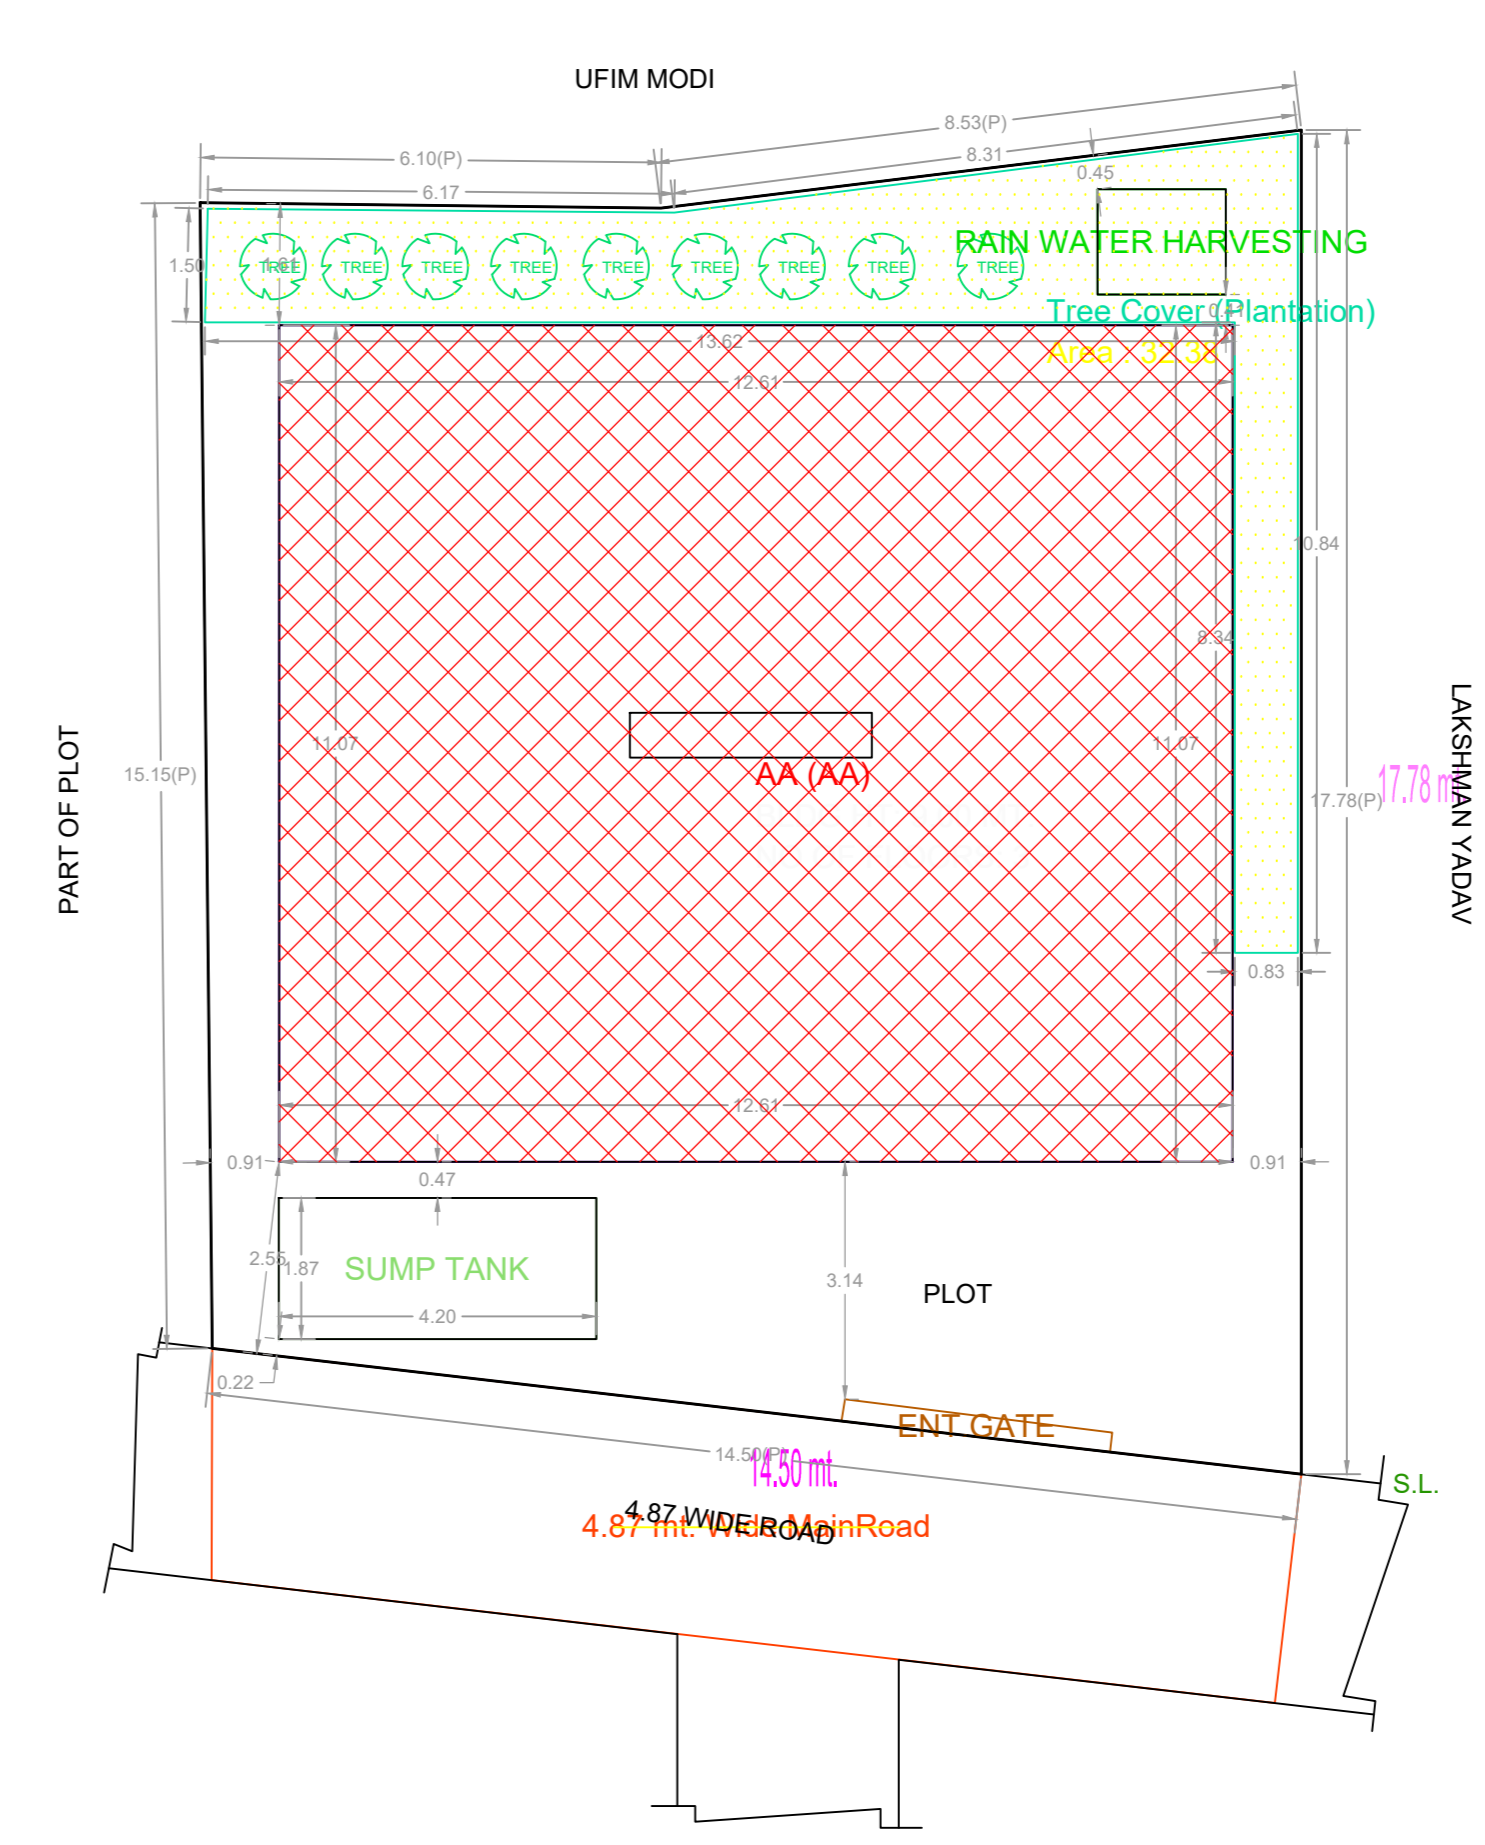 UFIM MODI
8.53(P)
6.10(P)
8.31
0.45
6.17
RAIN WATER HARVESTING
1.50
1.61
TREE
TREE
TREE
TREE
TREE
TREE
TREE
TREE
TREE
0.41
Tree Cover (Plantation)
13.62
Area : 32.38
12.61
10.84
8.34
11.07
11.07
PART OF PLOT
15.15(P)
AA (AA)
17.78(P)
17.78 mt.
LAKSHMAN YADAV
0.83
12.61
0.91
0.91
0.47
2.55
1.87
SUMP TANK
3.14
PLOT
4.20
0.22
ENT GATE
14.50(P)
14.50 mt.
S.L.
4.87 WIDE ROAD
4.87 mt. Wide MainRoad